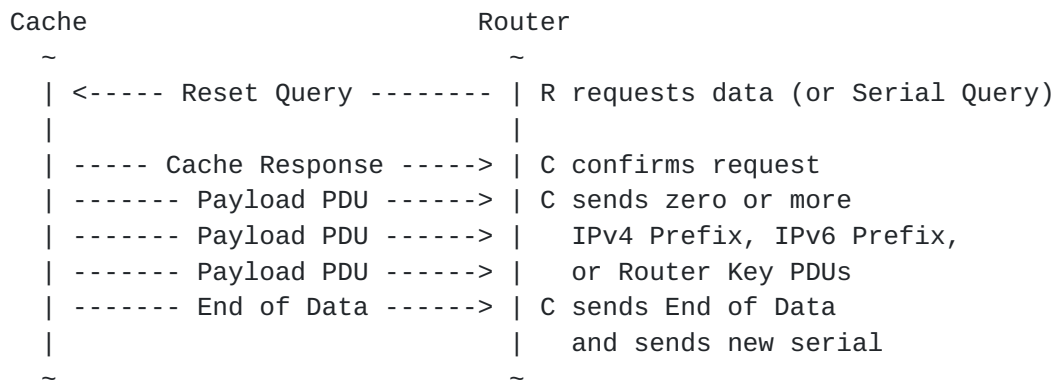 Cache                         Router
  ~                             ~
  | <----- Reset Query -------- | R requests data (or Serial Query)
  |                             |
  | ----- Cache Response -----> | C confirms request
  | ------- Payload PDU ------> | C sends zero or more
  | ------- Payload PDU ------> |   IPv4 Prefix, IPv6 Prefix,
  | ------- Payload PDU ------> |   or Router Key PDUs
  | ------- End of Data ------> | C sends End of Data
  |                             |   and sends new serial
  ~                             ~